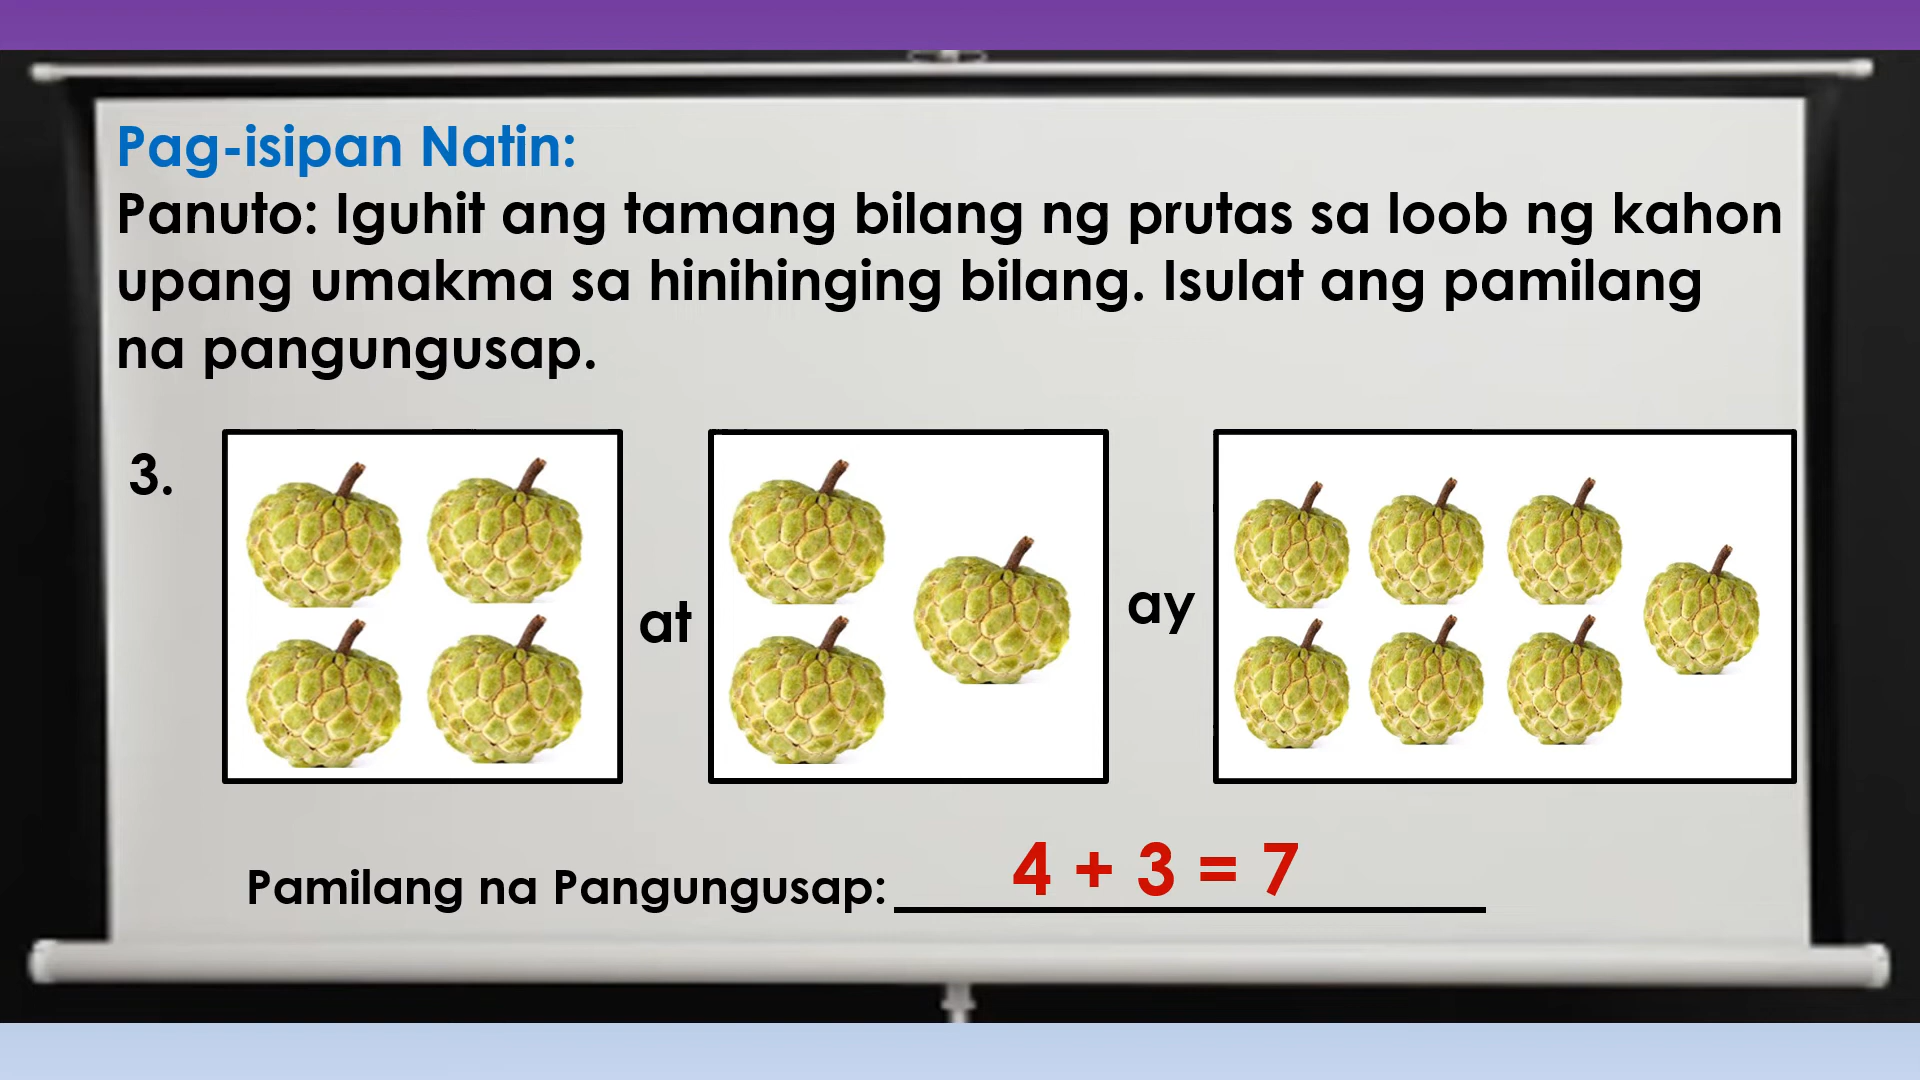 Pag-isipan Natin:
Panuto: Iguhit ang tamang bilang ng prutas sa loob ng kahon
upang umakma sa hinihinging bilang. Isulat ang pamilang
na pangungusap.
3.
at
ay
Pamilang na Pangungusap: 4 + 3 = 7